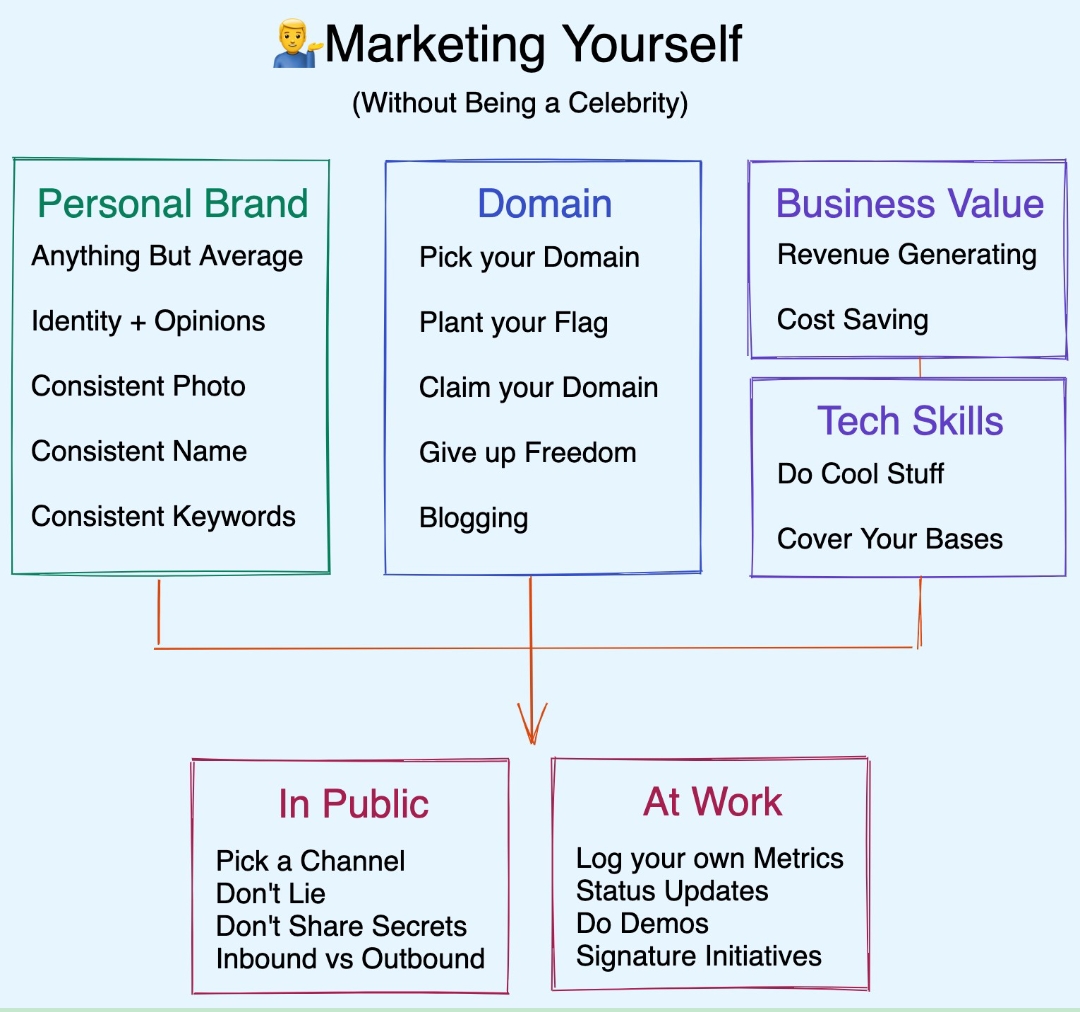 Marketing Yourself
(Without Being a Celebrity)
Personal Brand
Anything But Average
Identity + Opinions
Consistent Photo
Consistent Name
Consistent Keywords
Domain
Pick your Domain
Plant your Flag
Claim your Domain
Give up Freedom
Blogging
Business Value
Revenue Generating
Cost Saving
Tech Skills
Do Cool Stuff
Cover Your Bases
In Public
Pick a Channel
Don't Lie
Don't Share Secrets
Inbound vs Outbound
At Work
Log your own Metrics
Status Updates
Do Demos
Signature Initiatives